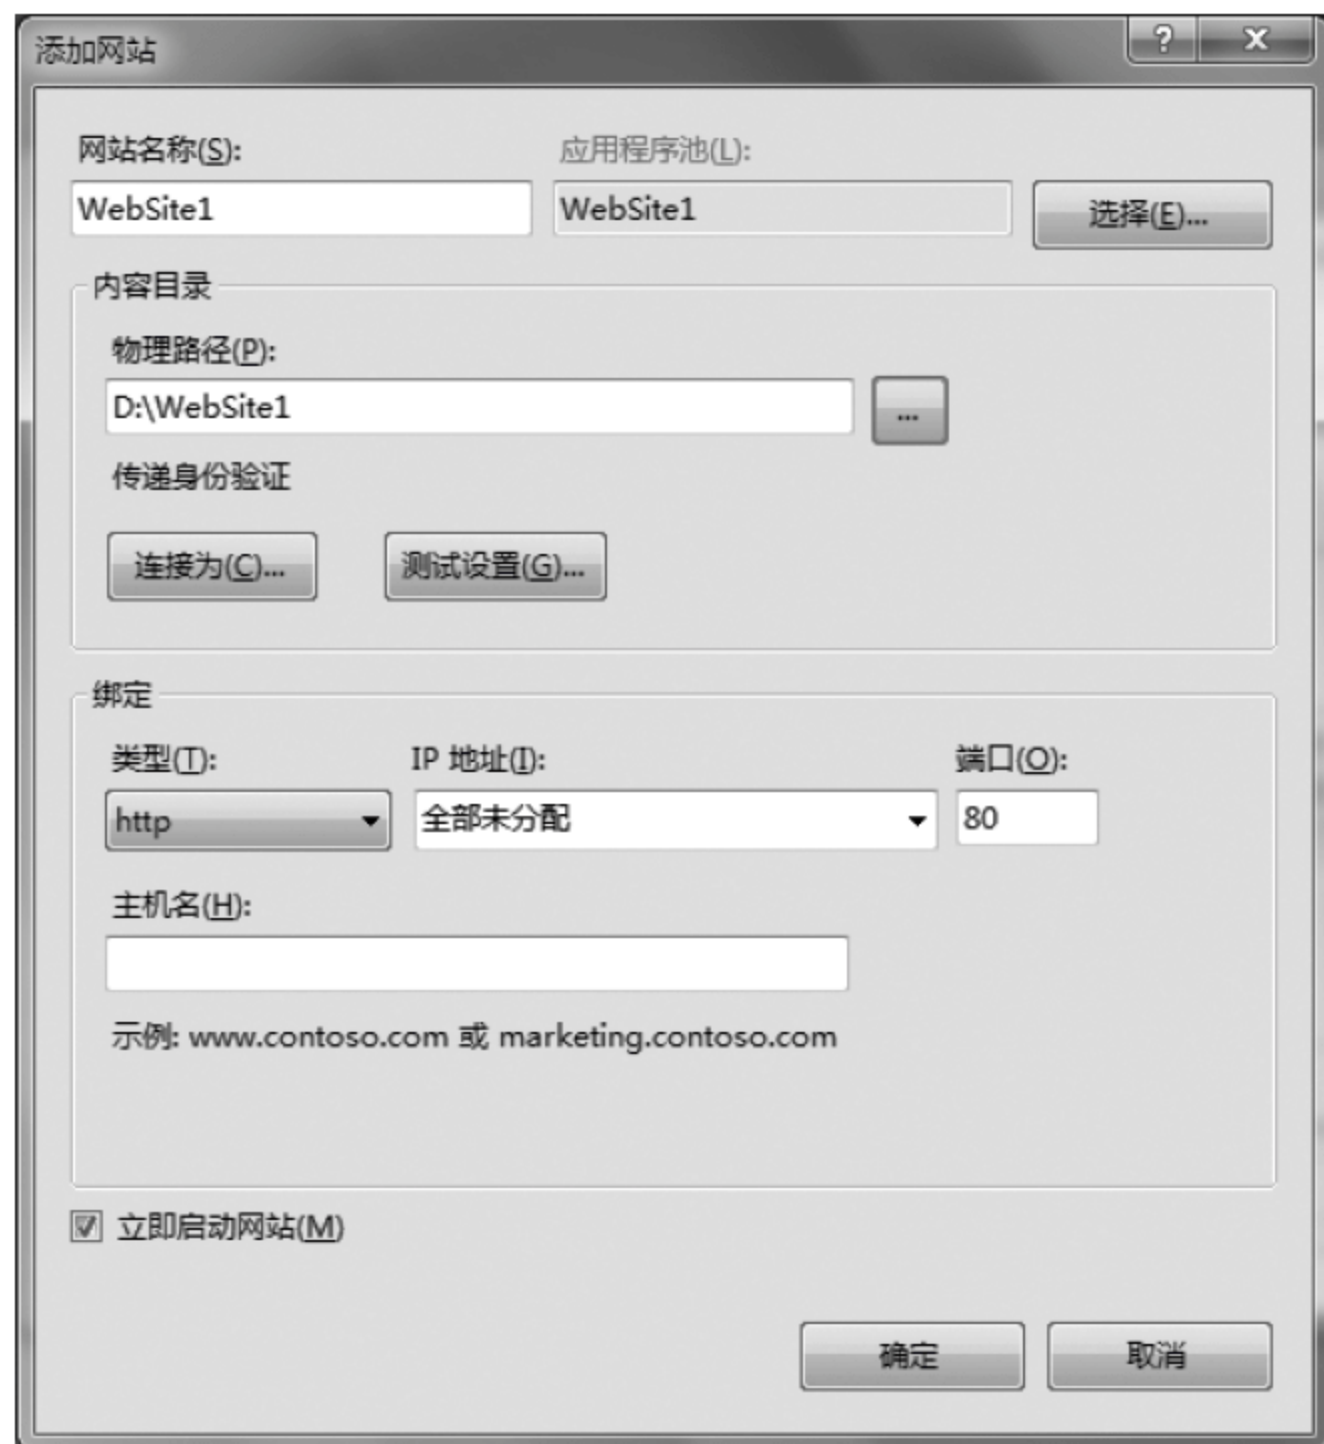 添加网站
网站名称(S):
应用程序池(L):
WebSite1
WebSite1
选择(E)...
内容目录
物理路径(P):
D:\WebSite1
...
传递身份验证
连接为(C)...
测试设置(G)...
绑定
类型(T):
IP 地址(I):
端口(O):
http
全部未分配
80
主机名(H):
示例: www.contoso.com 或 marketing.contoso.com
立即启动网站(M)
确定
取消